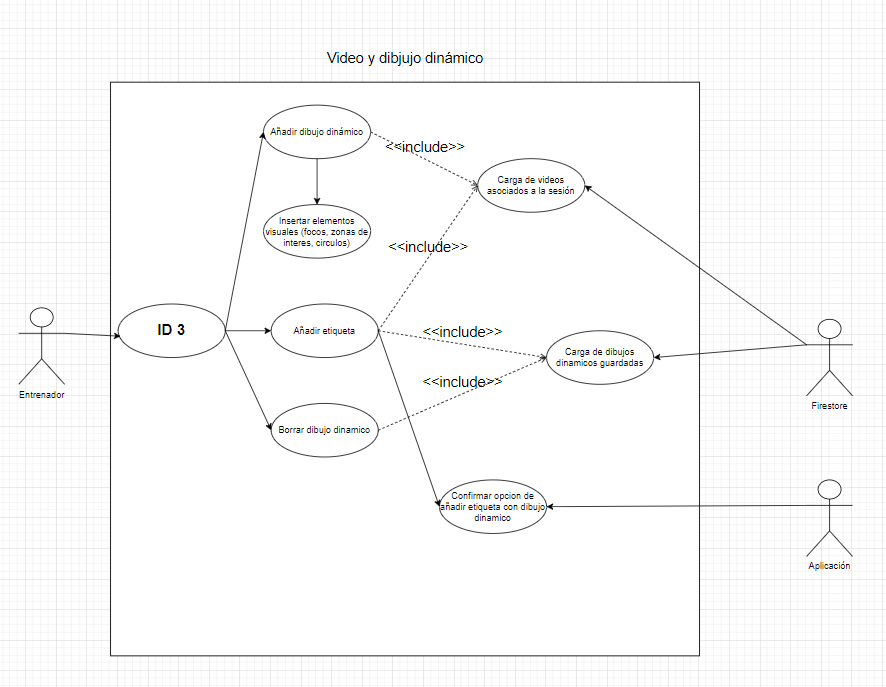 Video y dibjujo dinámico
Añadir dibujo dinámico
<<include>>
Carga de videos
asociados a la sesión
Insertar elementos
visuales (focos, zonas de
interes, circulos)
<<include>>
ID 3
Añadir etiqueta
<<include>>
Carga de dibujos
dinamicos guardadas
<<include>>
Borrar dibujo dinamico
Entrenador
Firestore
Confirmar opcion de
añadir etiqueta con dibujo
dinamico
Aplicación